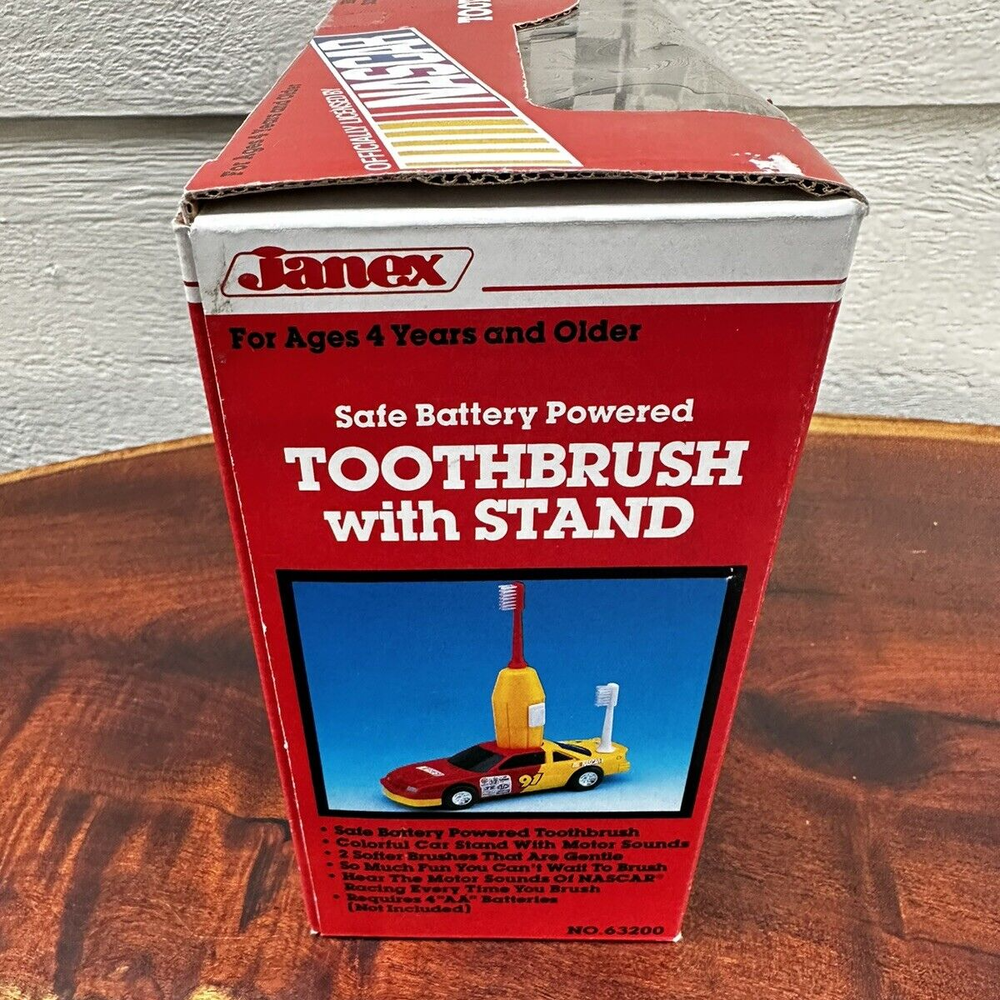 TOOT
OFFICIALLY LICENSED BY
NASCAR
For Ages 4 Years and Older
Janex
For Ages 4 Years and Older
Safe Battery Powered
TOOTHBRUSH
with STAND
91
• Safe Battery Powered Toothbrush
• Colorful Car Stand With Motor Sounds
• 2 Softer Brushes That Are Gentle
• So Much Fun You Can't Wait To Brush
• Hear The Motor Sounds Of NASCAR®
Racing Every Time You Brush
• Requires 4 "AA" Batteries
(Not Included)
NO. 63200